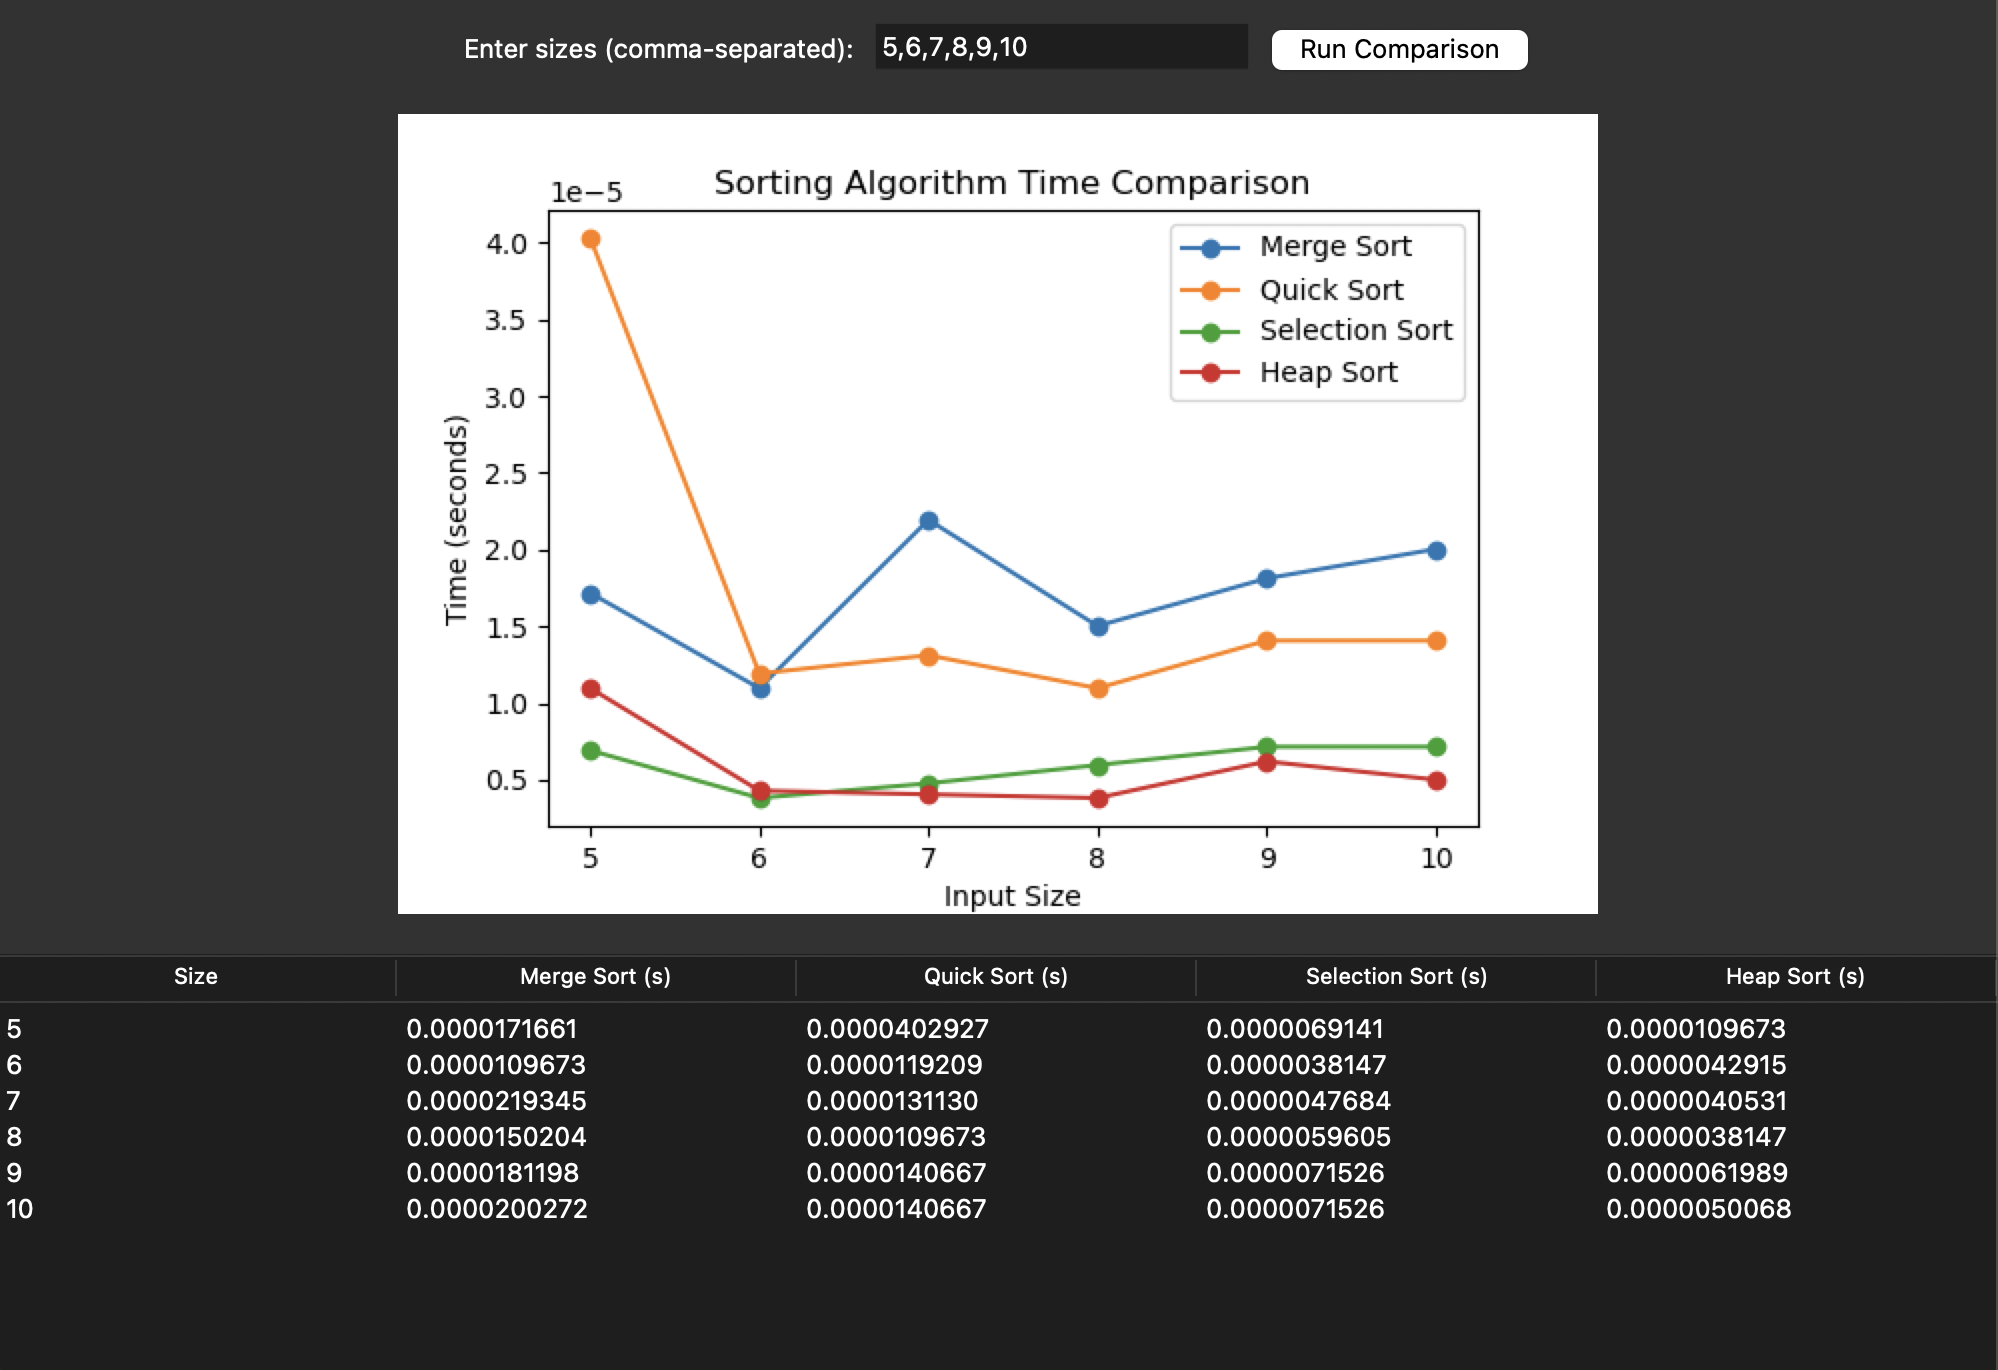 Enter sizes (comma-separated): 5,6,7,8,9,10 Run Comparison
Sorting Algorithm Time Comparison
1e−5
4.0
3.5
3.0
2.5
2.0
1.5
1.0
0.5
Time (seconds)
Merge Sort
Quick Sort
Selection Sort
Heap Sort
5 6 7 8 9 10
Input Size
Size Merge Sort (s) Quick Sort (s) Selection Sort (s) Heap Sort (s)
5 0.0000171661 0.0000402927 0.0000069141 0.0000109673
6 0.0000109673 0.0000119209 0.0000038147 0.0000042915
7 0.0000219345 0.0000131130 0.0000047684 0.0000040531
8 0.0000150204 0.0000109673 0.0000059605 0.0000038147
9 0.0000181198 0.0000140667 0.0000071526 0.0000061989
10 0.0000200272 0.0000140667 0.0000071526 0.0000050068